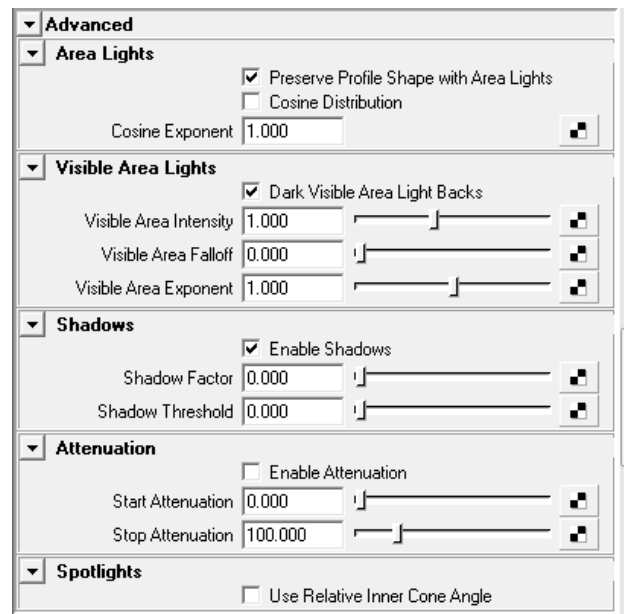 Advanced
Area Lights
Preserve Profile Shape with Area Lights
Cosine Distribution
Cosine Exponent 1.000
Visible Area Lights
Dark Visible Area Light Backs
Visible Area Intensity 1.000
Visible Area Falloff 0.000
Visible Area Exponent 1.000
Shadows
Enable Shadows
Shadow Factor 0.000
Shadow Threshold 0.000
Attenuation
Enable Attenuation
Start Attenuation 0.000
Stop Attenuation 100.000
Spotlights
Use Relative Inner Cone Angle